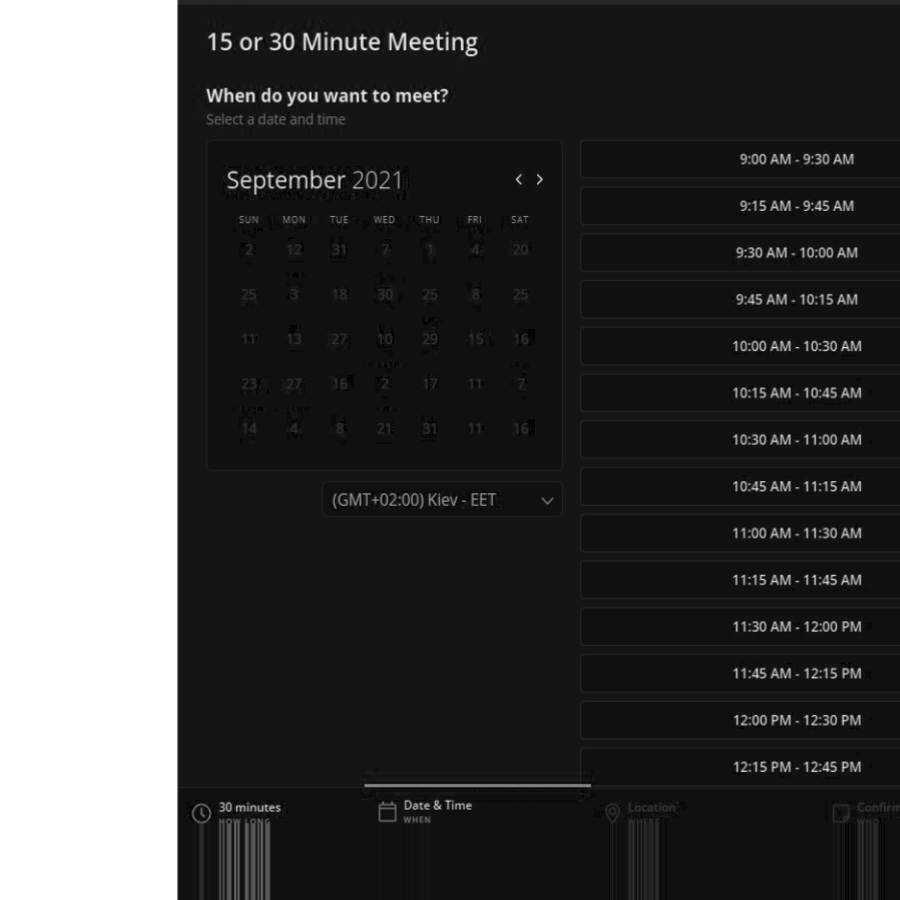 15 or 30 Minute Meeting
When do you want to meet?
Select a date and time
September 2021
SUN MON TUE WED THU FRI SAT
2 12 31 7 1 4 20
25 3 18 30 25 8 25
11 13 27 10 29 15 16
23 27 16 2 17 11 7
14 4 8 21 31 11 16
(GMT+02:00) Kiev - EET
9:00 AM - 9:30 AM
9:15 AM - 9:45 AM
9:30 AM - 10:00 AM
9:45 AM - 10:15 AM
10:00 AM - 10:30 AM
10:15 AM - 10:45 AM
10:30 AM - 11:00 AM
10:45 AM - 11:15 AM
11:00 AM - 11:30 AM
11:15 AM - 11:45 AM
11:30 AM - 12:00 PM
11:45 AM - 12:15 PM
12:00 PM - 12:30 PM
12:15 PM - 12:45 PM
30 minutes
HOW LONG
Date & Time
WHEN
Location
WHERE
Confirm
WHO